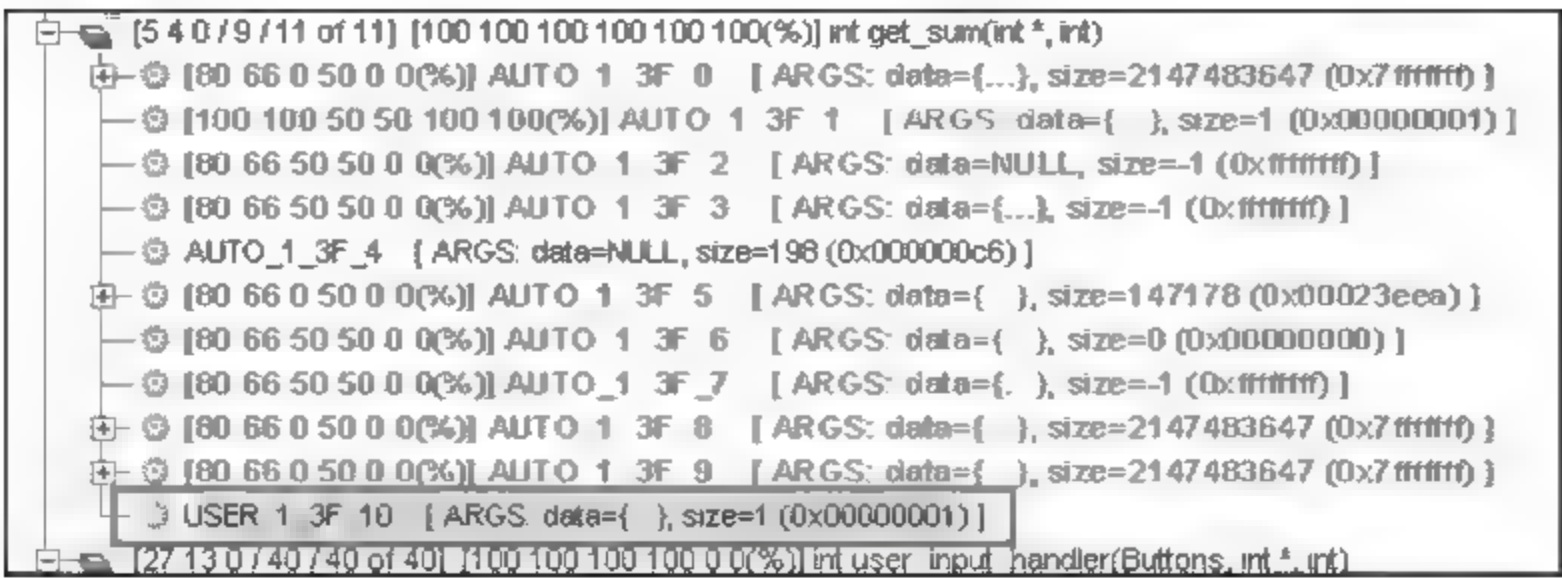 [5 4 0 / 9 / 11 of 11] [100 100 100 100 100 100(%)] int get_sum(int *, int)
[80 66 0 50 0 0(%)] AUTO_1_3F_0 [ ARGS: data={...}, size=2147483647 (0x7fffffff) ]
[100 100 50 50 100 100(%)] AUTO_1_3F_1 [ ARGS: data={...}, size=1 (0x00000001) ]
[80 66 50 50 0 0(%)] AUTO_1_3F_2 [ ARGS: data=NULL, size=-1 (0xffffffff) ]
[80 66 50 50 0 0(%)] AUTO_1_3F_3 [ ARGS: data={...}, size=-1 (0xffffffff) ]
AUTO_1_3F_4 [ ARGS: data=NULL, size=198 (0x000000c6) ]
[80 66 0 50 0 0(%)] AUTO_1_3F_5 [ ARGS: data={...}, size=147178 (0x00023eea) ]
[80 66 50 50 0 0(%)] AUTO_1_3F_6 [ ARGS: data={...}, size=0 (0x00000000) ]
[80 66 50 50 0 0(%)] AUTO_1_3F_7 [ ARGS: data={...}, size=-1 (0xffffffff) ]
[80 66 0 50 0 0(%)] AUTO_1_3F_8 [ ARGS: data={...}, size=2147483647 (0x7fffffff) ]
[80 66 0 50 0 0(%)] AUTO_1_3F_9 [ ARGS: data={...}, size=2147483647 (0x7fffffff) ]
USER_1_3F_10 [ ARGS: data={...}, size=1 (0x00000001) ]
[27 13 0 / 40 / 40 of 40] [100 100 100 100 0 0(%)] int user_input_handler(Buttons, int *, int)